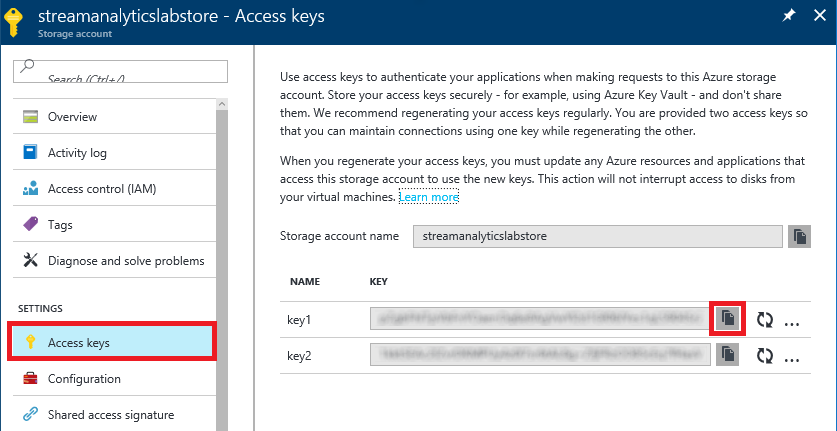 streamanalyticslabstore - Access keys
Storage account
Search (Ctrl+/)
Overview
Activity log
Access control (IAM)
Tags
Diagnose and solve problems
SETTINGS
Access keys
Configuration
Shared access signature
Use access keys to authenticate your applications when making requests to this Azure storage
account. Store your access keys securely - for example, using Azure Key Vault - and don't share
them. We recommend regenerating your access keys regularly. You are provided two access keys so
that you can maintain connections using one key while regenerating the other.
When you regenerate your access keys, you must update any Azure resources and applications that
access this storage account to use the new keys. This action will not interrupt access to disks from
your virtual machines. Learn more
Storage account name streamanalyticslabstore
NAME KEY
key1 ...
key2 ...